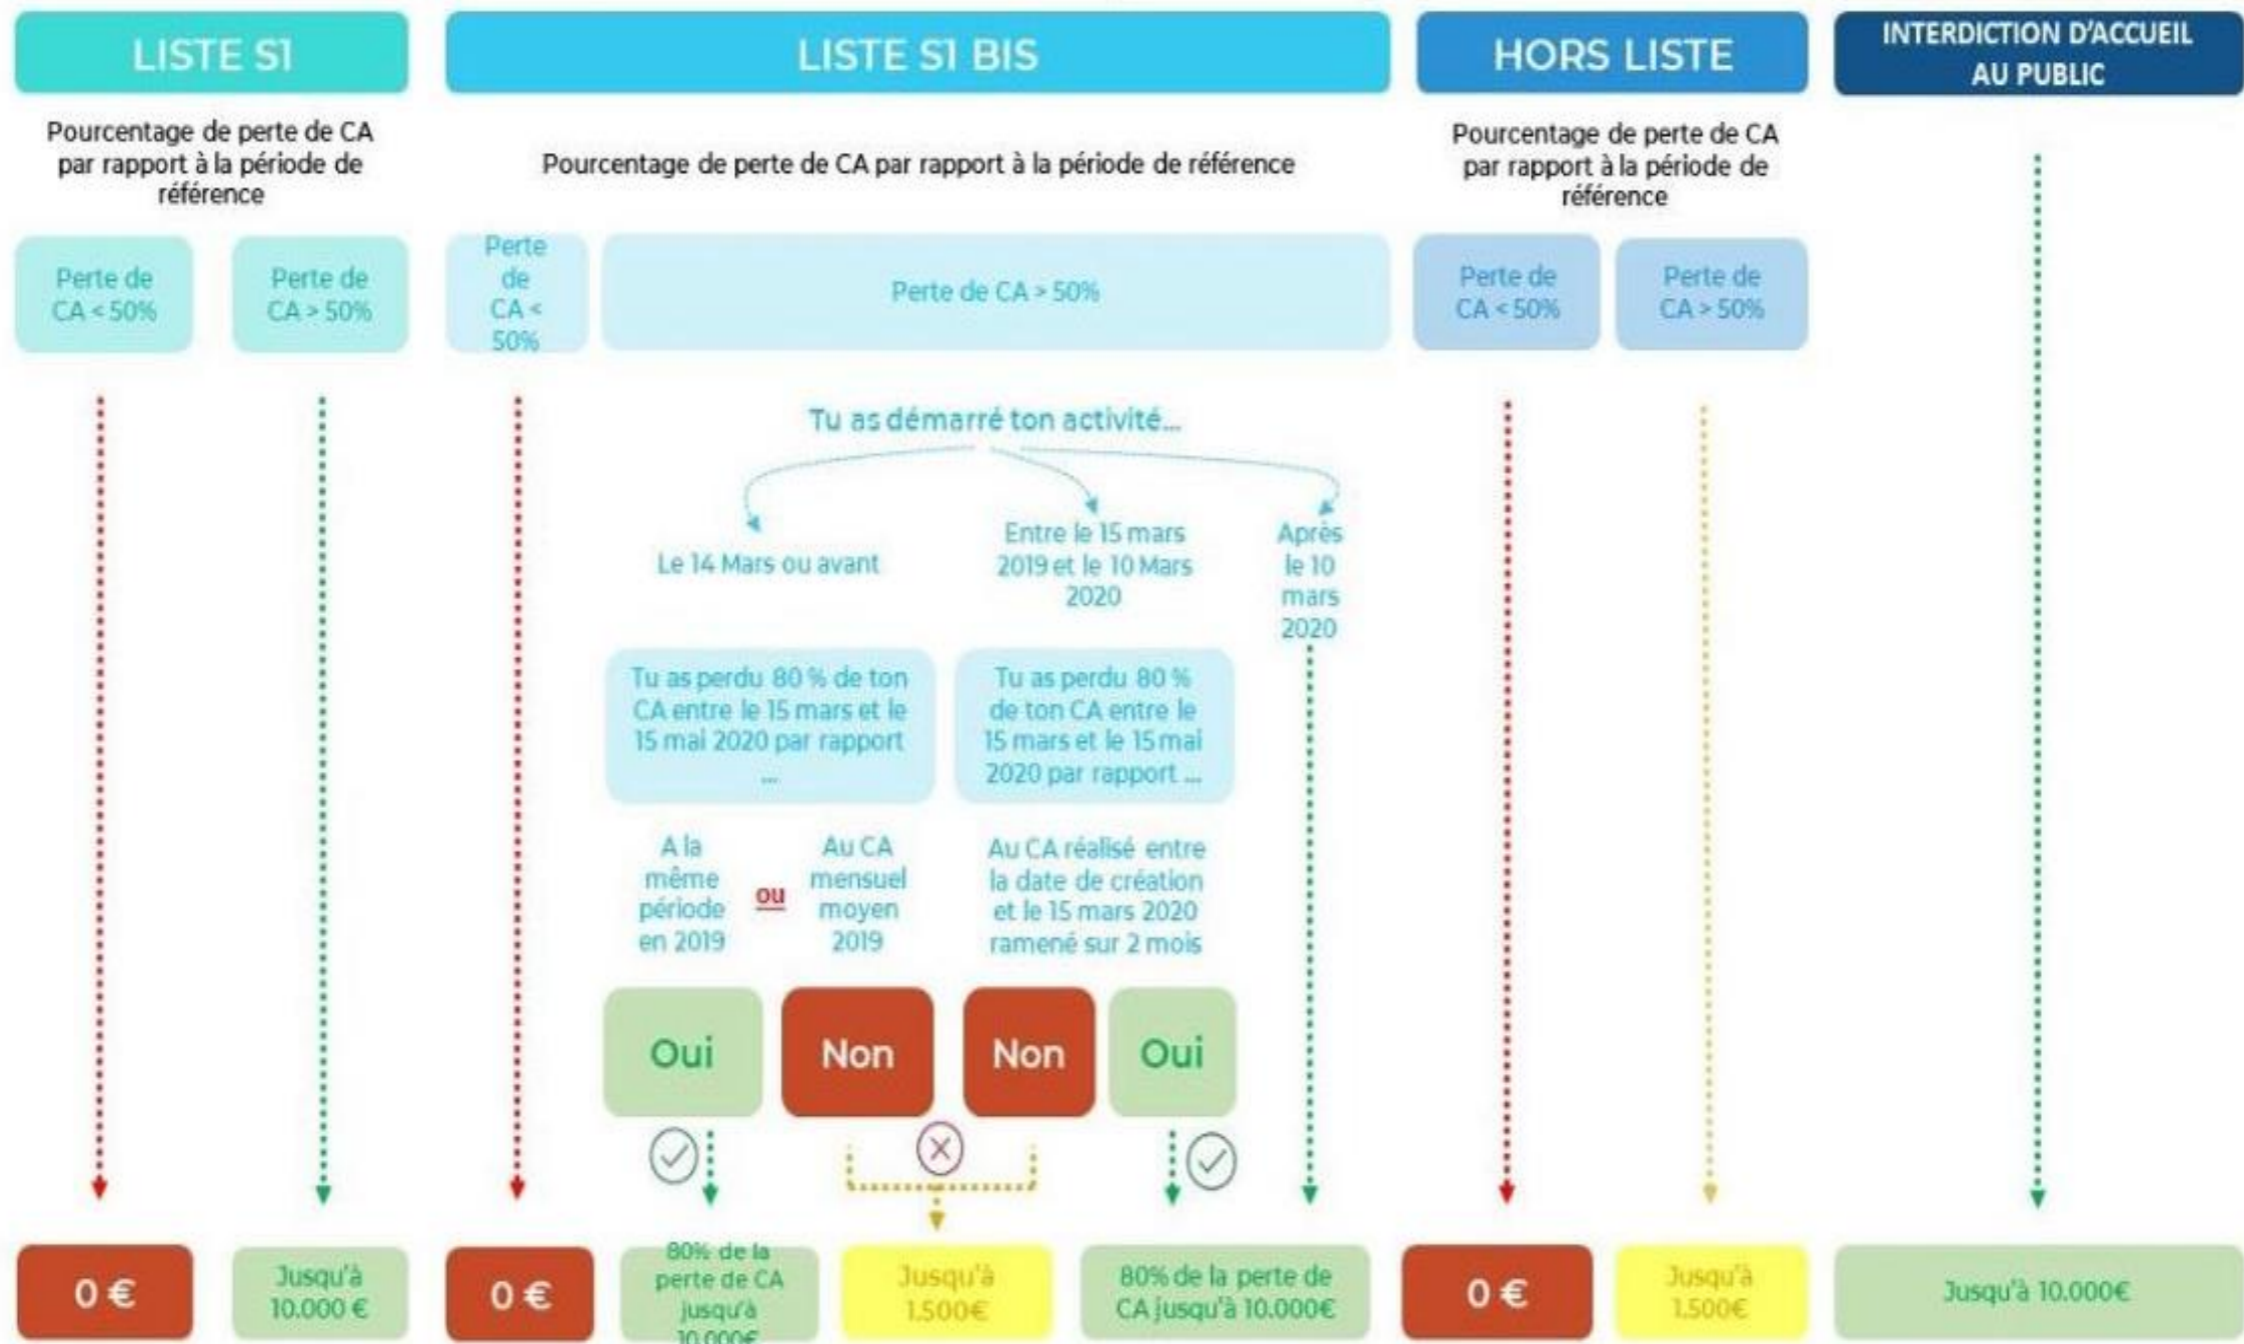 LISTE S1
Pourcentage de perte de CA
par rapport à la période de
référence
Perte de
CA < 50%
Perte de
CA > 50%
LISTE S1 BIS
Pourcentage de perte de CA par rapport à la période de référence
Perte
de
CA <
50%
Perte de CA > 50%
Tu as démarré ton activité...
Le 14 Mars ou avant
Entre le 15 mars
2019 et le 10 Mars
2020
Après
le 10
mars
2020
Tu as perdu 80 % de ton
CA entre le 15 mars et le
15 mai 2020 par rapport
...
Tu as perdu 80 %
de ton CA entre le
15 mars et le 15 mai
2020 par rapport ...
A la
même
période
en 2019
ou
Au CA
mensuel
moyen
2019
Au CA réalisé entre
la date de création
et le 15 mars 2020
ramené sur 2 mois
Oui
Non
Non
Oui
HORS LISTE
Pourcentage de perte de CA
par rapport à la période de
référence
Perte de
CA < 50%
Perte de
CA > 50%
INTERDICTION D'ACCUEIL
AU PUBLIC
0 €
Jusqu'à
10.000 €
0 €
80% de la
perte de CA
jusqu'à
10.000€
Jusqu'à
1.500€
80% de la perte de
CA jusqu'à 10.000€
0 €
Jusqu'à
1.500€
Jusqu'à 10.000€